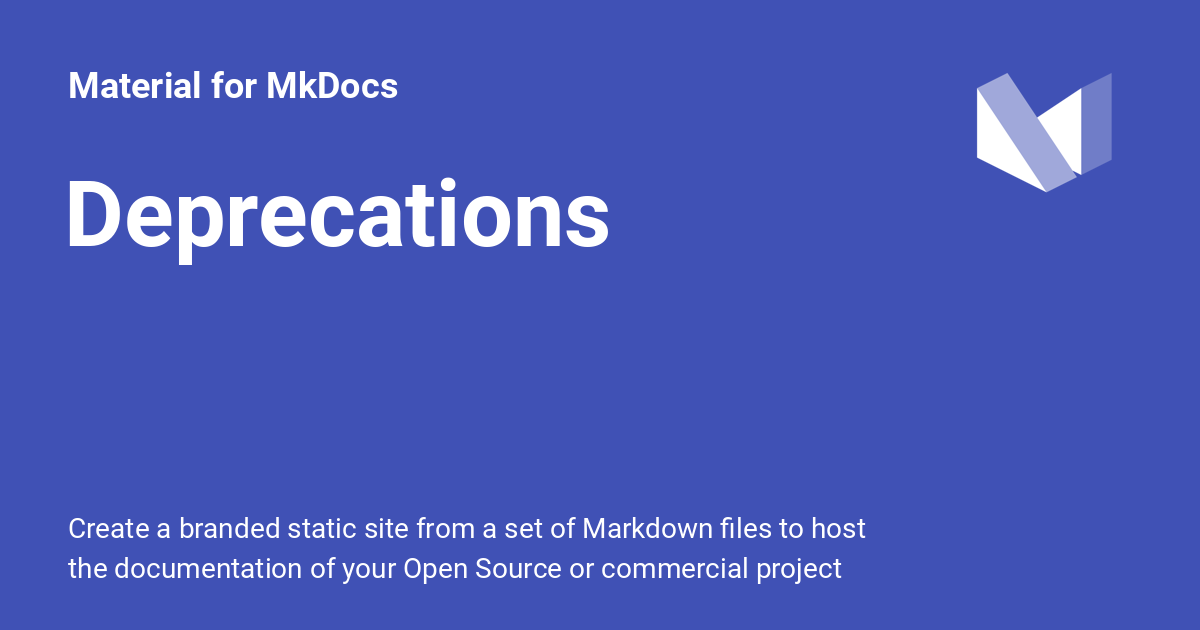 Material for MkDocs
Deprecations
Create a branded static site from a set of Markdown files to host
the documentation of your Open Source or commercial project